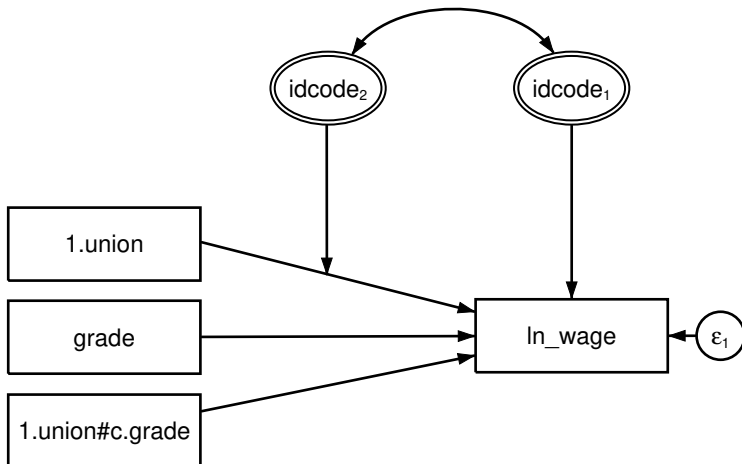 idcode₂
idcode₁
1.union
grade
ln_wage
ε₁
1.union#c.grade